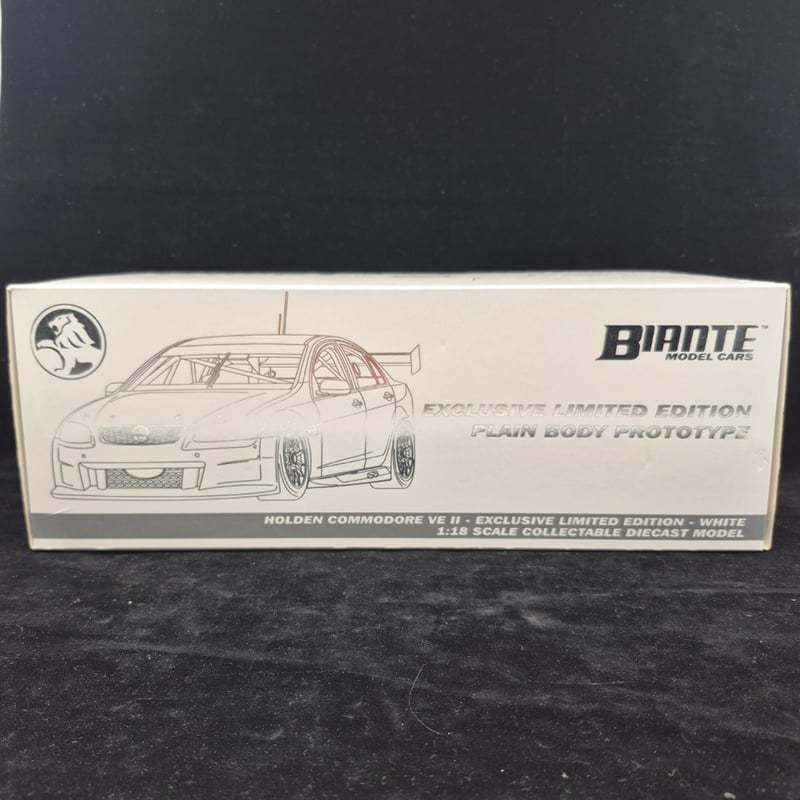 BIANTE™
MODEL CARS
EXCLUSIVE LIMITED EDITION
PLAIN BODY PROTOTYPE
HOLDEN COMMODORE VE II - EXCLUSIVE LIMITED EDITION - WHITE
1:18 SCALE COLLECTABLE DIECAST MODEL